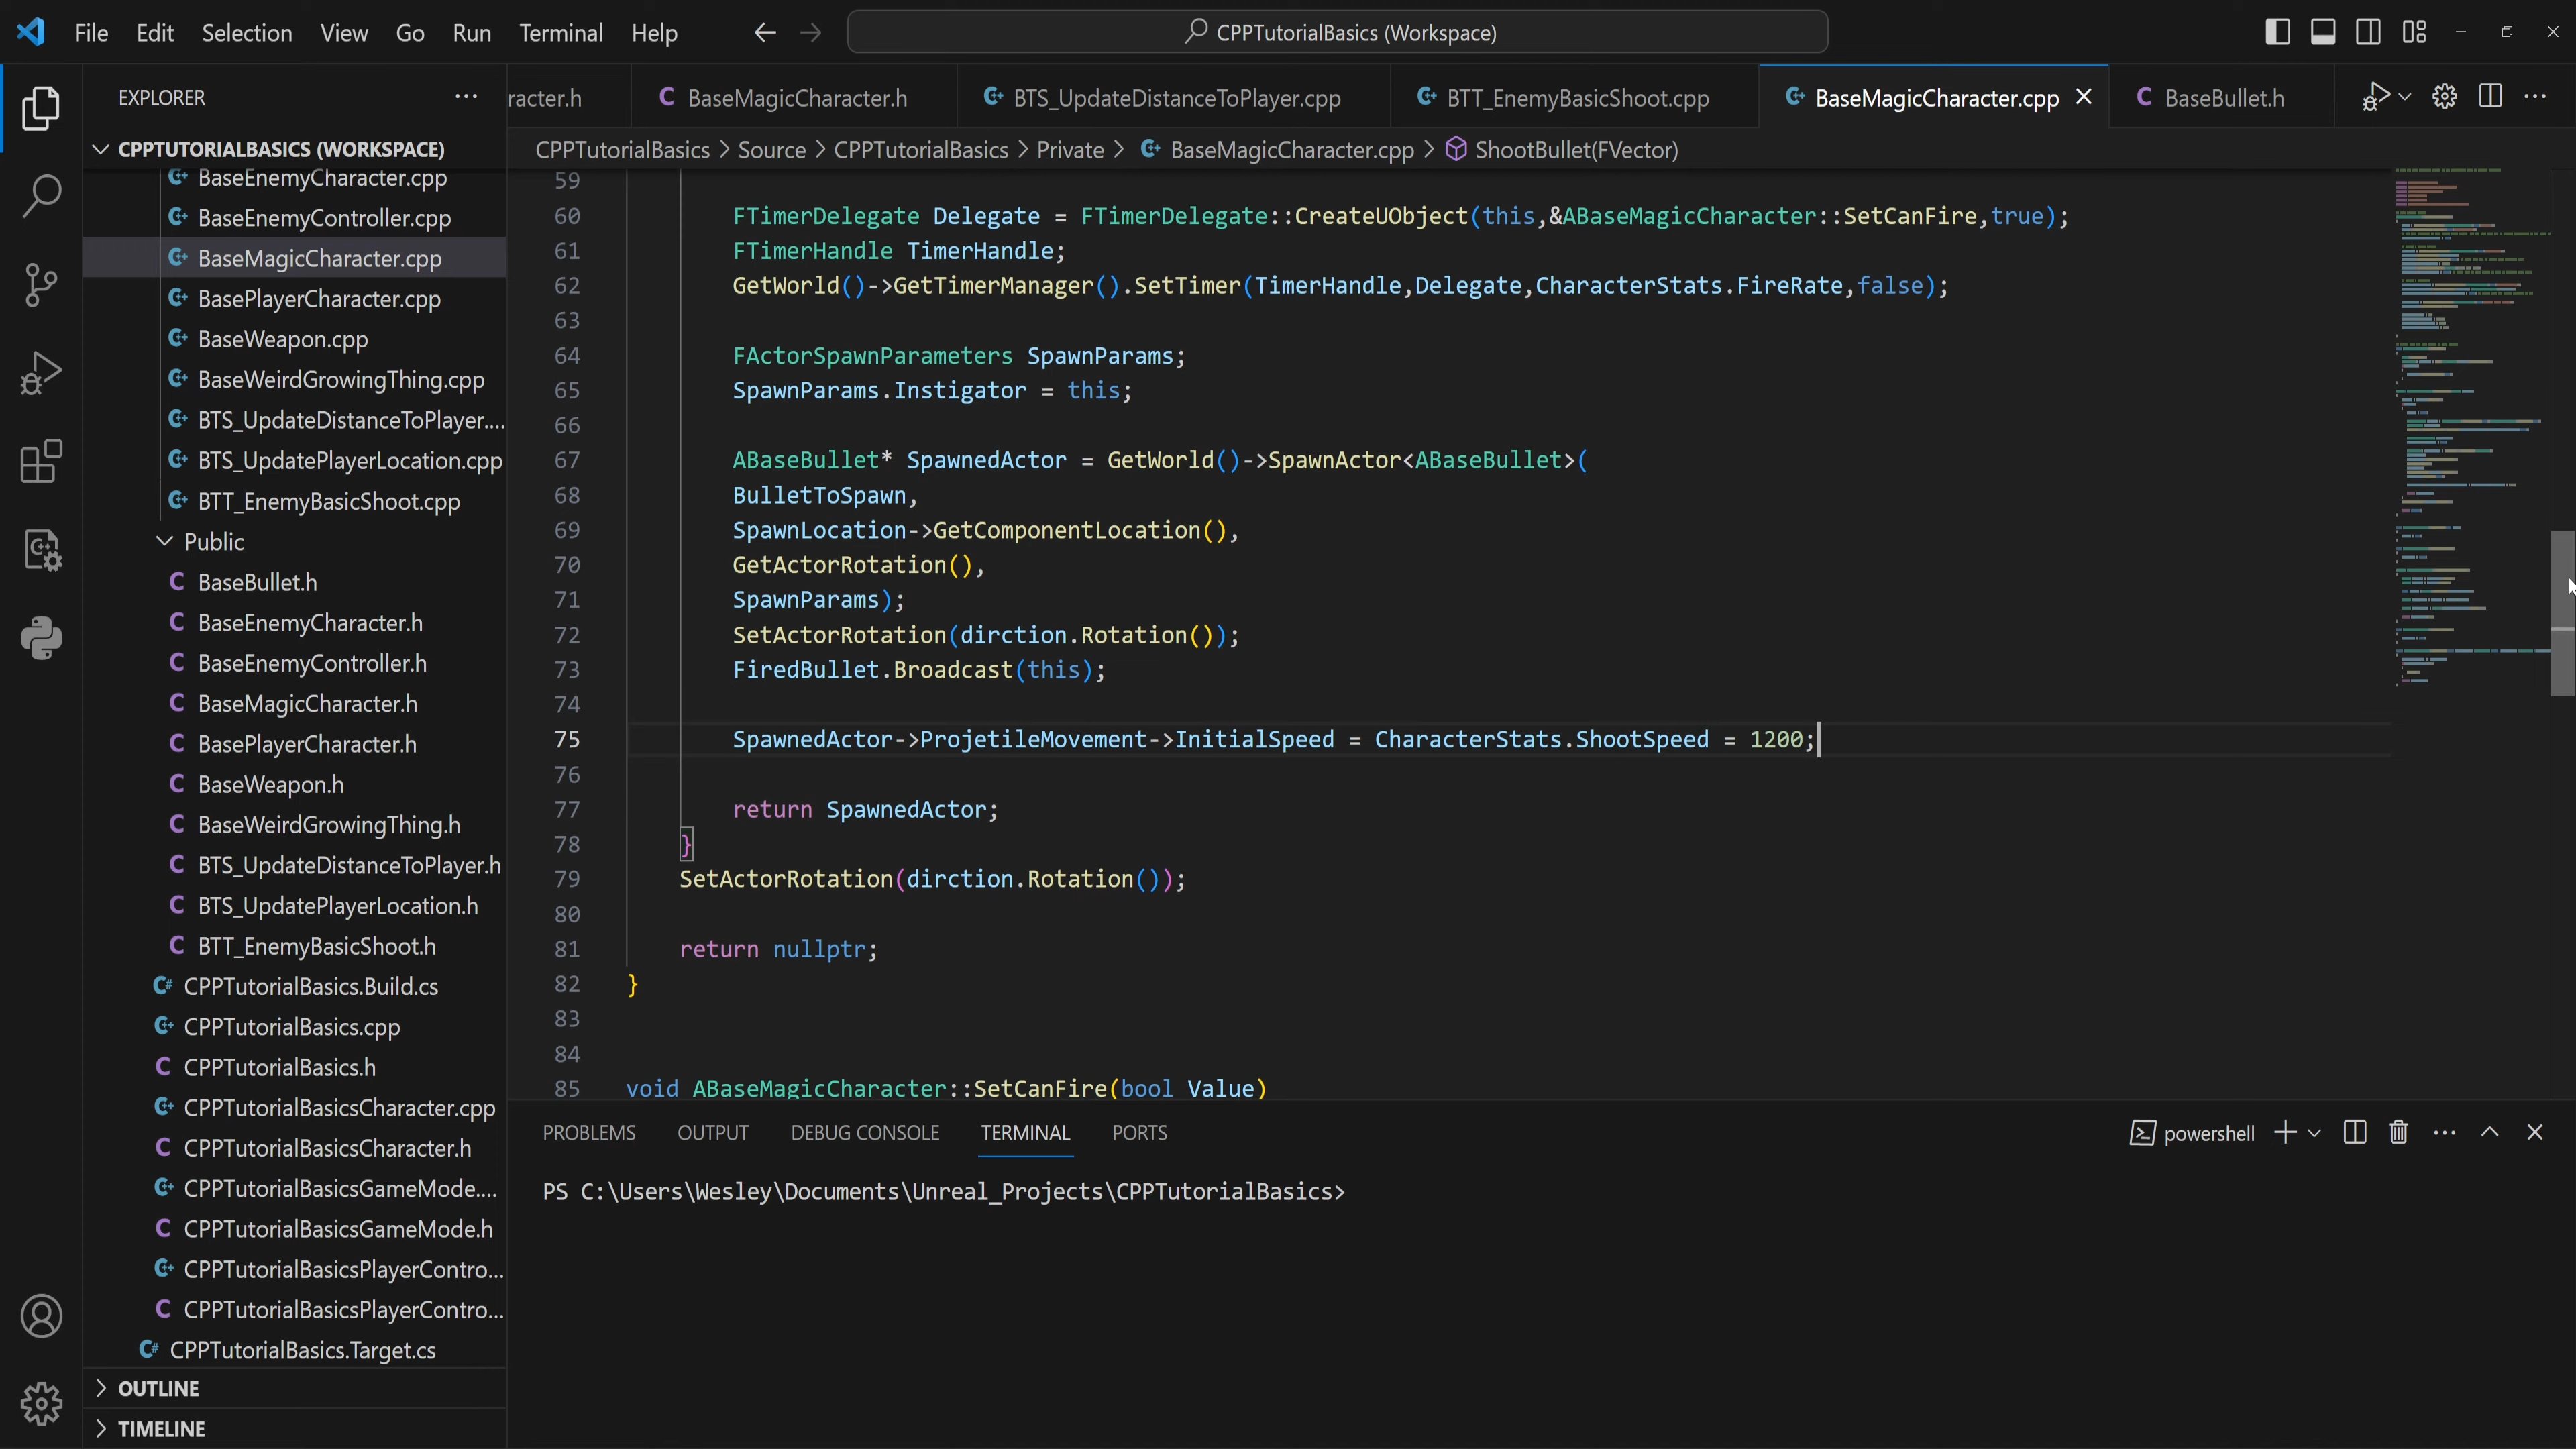 File Edit Selection View Go Run Terminal Help
CPPTutorialBasics (Workspace)
EXPLORER
CPPTUTORIALBASICS (WORKSPACE)
BaseEnemyCharacter.cpp
BaseEnemyController.cpp
BaseMagicCharacter.cpp
BasePlayerCharacter.cpp
BaseWeapon.cpp
BaseWeirdGrowingThing.cpp
BTS_UpdateDistanceToPlayer....
BTS_UpdatePlayerLocation.cpp
BTT_EnemyBasicShoot.cpp
Public
BaseBullet.h
BaseEnemyCharacter.h
BaseEnemyController.h
BaseMagicCharacter.h
BasePlayerCharacter.h
BaseWeapon.h
BaseWeirdGrowingThing.h
BTS_UpdateDistanceToPlayer.h
BTS_UpdatePlayerLocation.h
BTT_EnemyBasicShoot.h
CPPTutorialBasics.Build.cs
CPPTutorialBasics.cpp
CPPTutorialBasics.h
CPPTutorialBasicsCharacter.cpp
CPPTutorialBasicsCharacter.h
CPPTutorialBasicsGameMode....
CPPTutorialBasicsGameMode.h
CPPTutorialBasicsPlayerContro...
CPPTutorialBasicsPlayerContro...
CPPTutorialBasics.Target.cs
OUTLINE
TIMELINE
racter.h BaseMagicCharacter.h BTS_UpdateDistanceToPlayer.cpp BTT_EnemyBasicShoot.cpp BaseMagicCharacter.cpp BaseBullet.h
CPPTutorialBasics > Source > CPPTutorialBasics > Private > BaseMagicCharacter.cpp > ShootBullet(FVector)
59
60 FTimerDelegate Delegate = FTimerDelegate::CreateUObject(this,&ABaseMagicCharacter::SetCanFire,true);
61 FTimerHandle TimerHandle;
62 GetWorld()->GetTimerManager().SetTimer(TimerHandle,Delegate,CharacterStats.FireRate,false);
63
64 FActorSpawnParameters SpawnParams;
65 SpawnParams.Instigator = this;
66
67 ABaseBullet* SpawnedActor = GetWorld()->SpawnActor<ABaseBullet>(
68 BulletToSpawn,
69 SpawnLocation->GetComponentLocation(),
70 GetActorRotation(),
71 SpawnParams);
72 SetActorRotation(dirction.Rotation());
73 FiredBullet.Broadcast(this);
74
75 SpawnedActor->ProjetileMovement->InitialSpeed = CharacterStats.ShootSpeed = 1200;
76
77 return SpawnedActor;
78 }
79 SetActorRotation(dirction.Rotation());
80
81 return nullptr;
82 }
83
84
85 void ABaseMagicCharacter::SetCanFire(bool Value)
PROBLEMS OUTPUT DEBUG CONSOLE TERMINAL PORTS
powershell
PS C:\Users\Wesley\Documents\Unreal_Projects\CPPTutorialBasics>